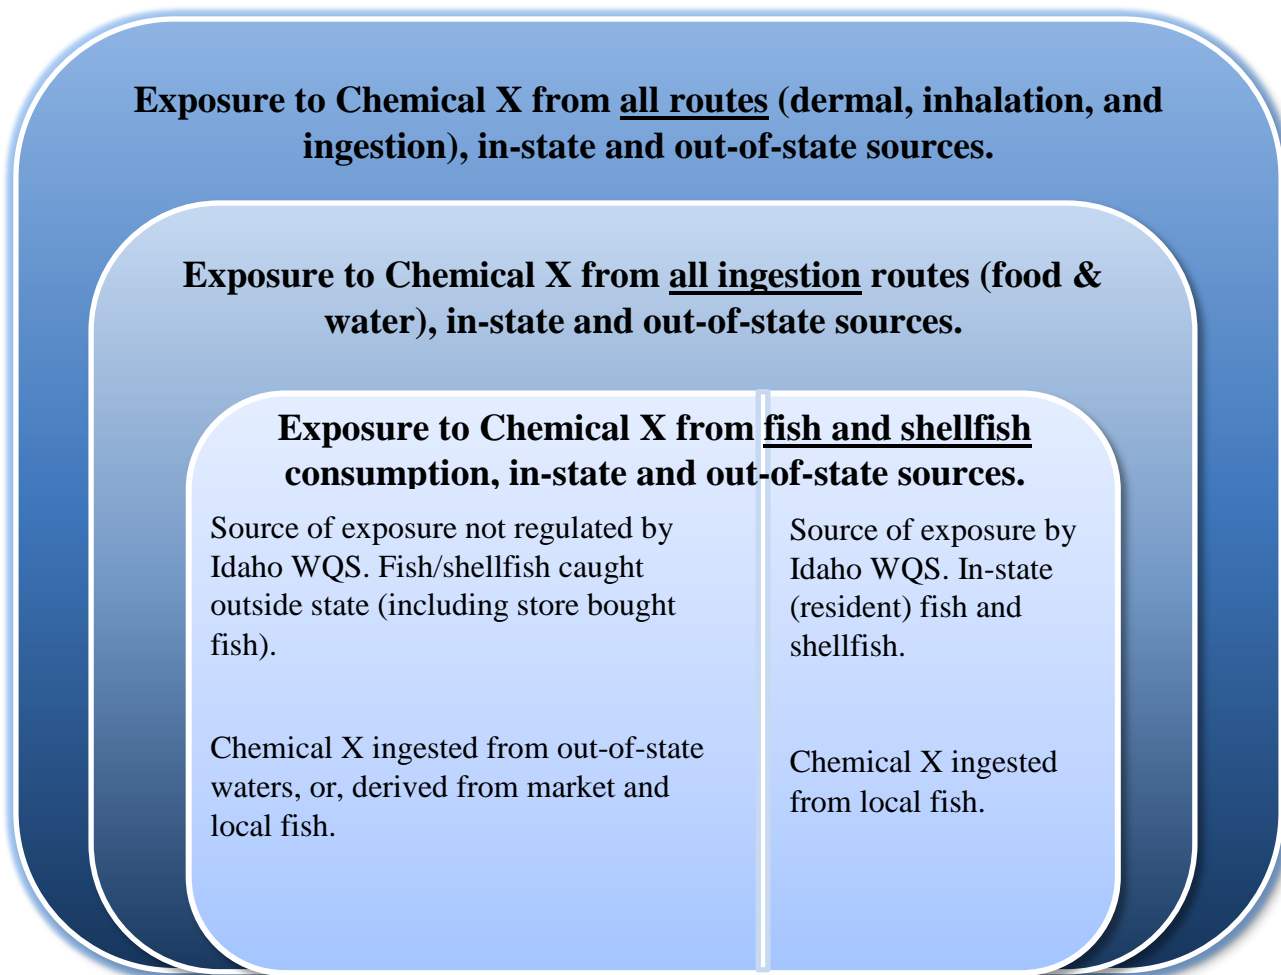 Exposure to Chemical X from all routes (dermal, inhalation, and
ingestion), in-state and out-of-state sources.
Exposure to Chemical X from all ingestion routes (food &
water), in-state and out-of-state sources.
Exposure to Chemical X from fish and shellfish
consumption, in-state and out-of-state sources.
Source of exposure not regulated by
Idaho WQS. Fish/shellfish caught
outside state (including store bought
fish).
Chemical X ingested from out-of-state
waters, or, derived from market and
local fish.
Source of exposure by
Idaho WQS. In-state
(resident) fish and
shellfish.
Chemical X ingested
from local fish.